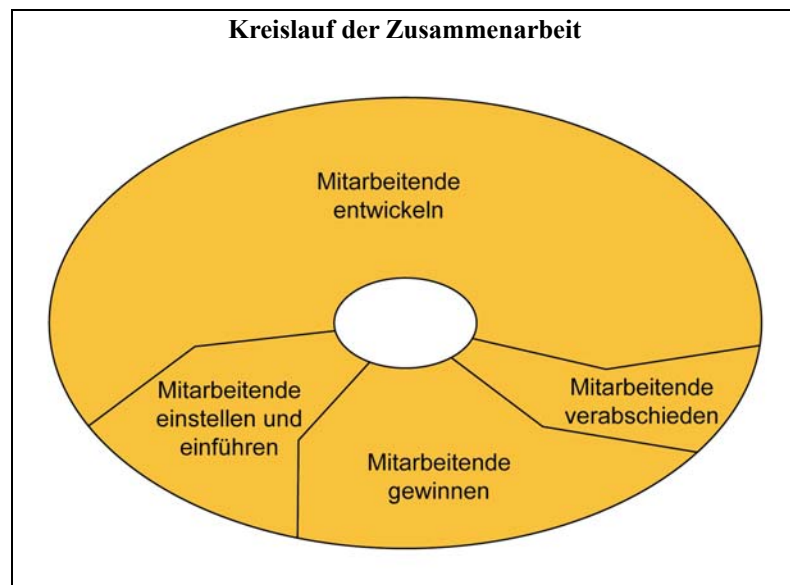 Kreislauf der Zusammenarbeit
Mitarbeitende
entwickeln
Mitarbeitende
einstellen und
einführen
Mitarbeitende
gewinnen
Mitarbeitende
verabschieden